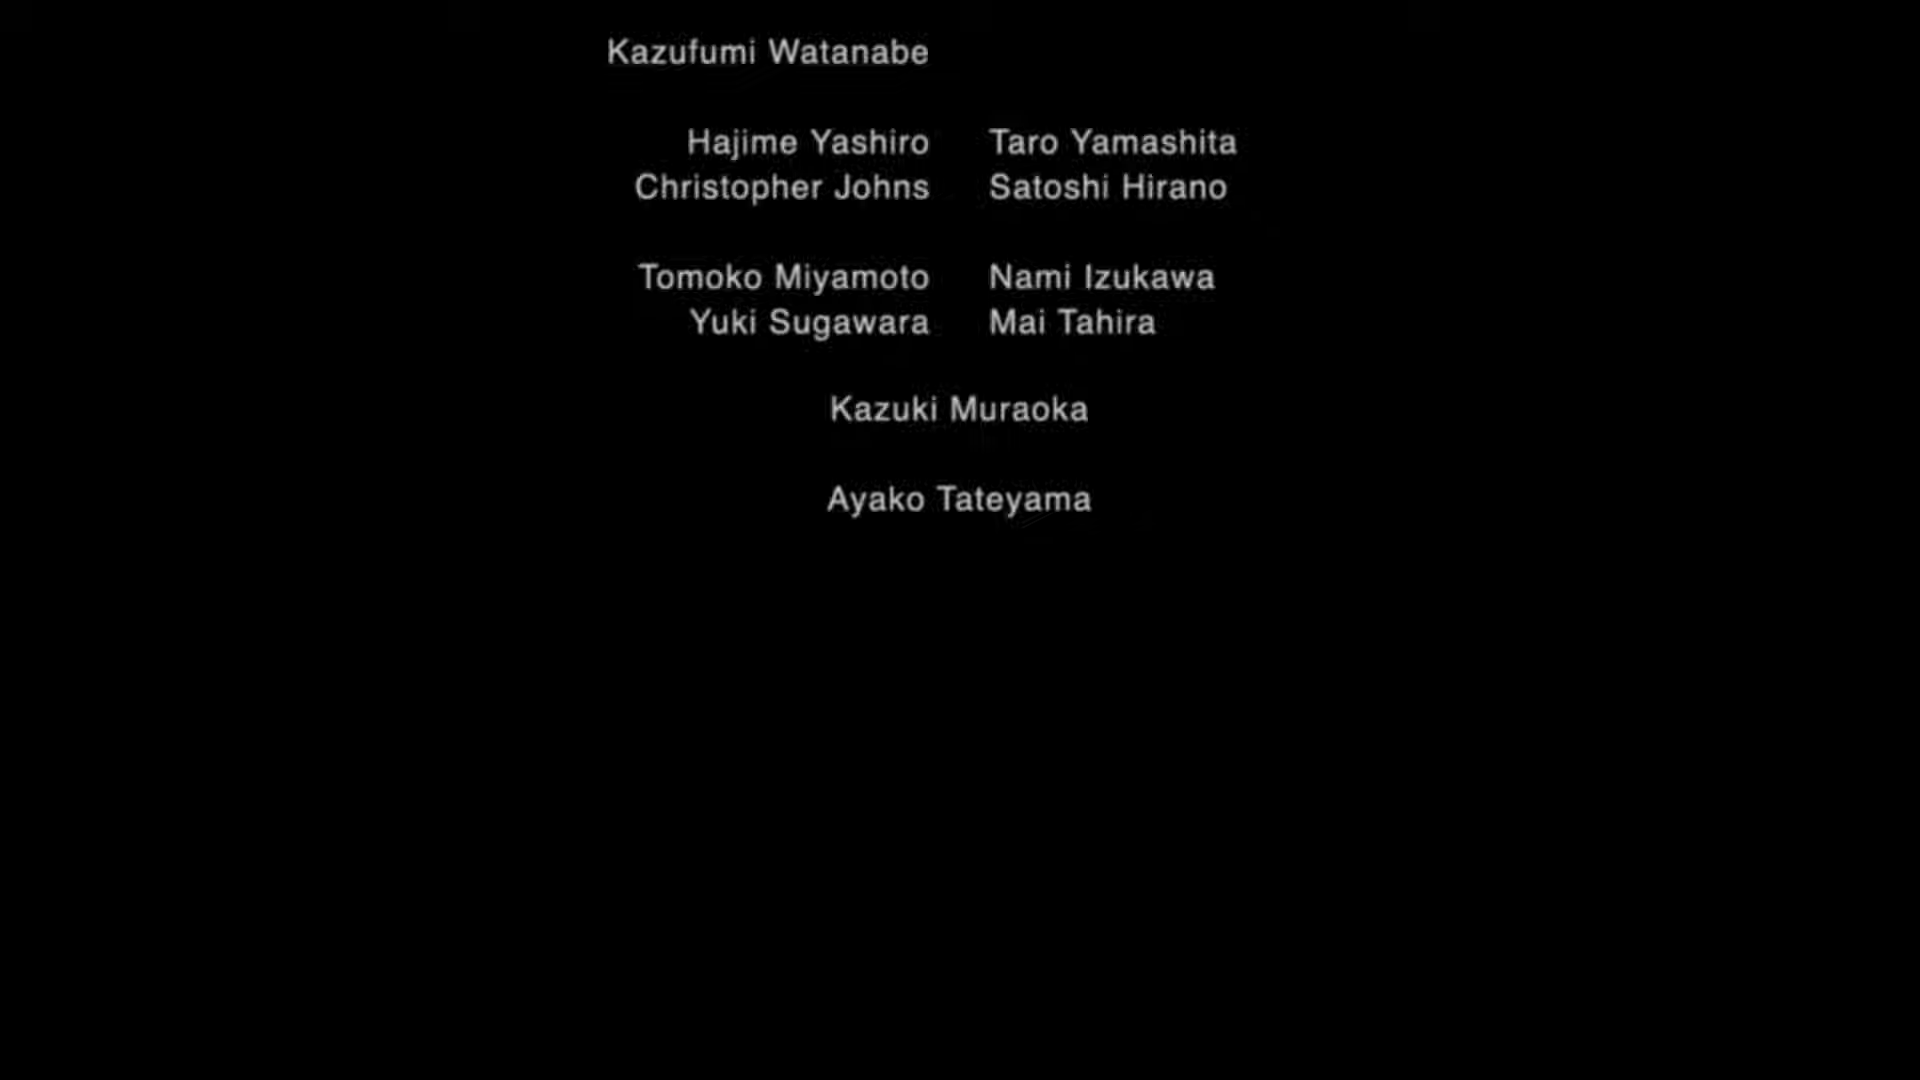 Kazufumi Watanabe
Hajime Yashiro Taro Yamashita
Christopher Johns Satoshi Hirano
Tomoko Miyamoto Nami Izukawa
Yuki Sugawara Mai Tahira
Kazuki Muraoka
Ayako Tateyama